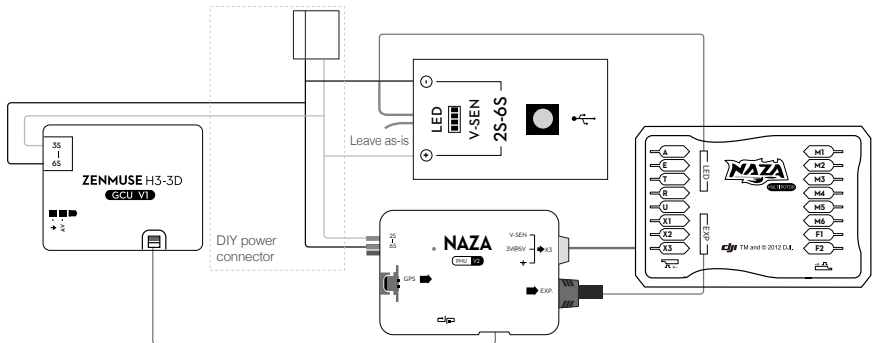 3S
|
6S
ZENMUSE H3-3D
GCU V1
DIY power
connector
Leave as-is
LED
V-SEN
2S-6S
2S
|
6S
NAZA
PMU V2
GPS
V-SEN
3V@5V
X3
EXP.
A
E
T
R
U
X1
X2
X3
LED
EXP
NAZA
MULTIROTOR
dji TM and © 2012 DJI.
M1
M2
M3
M4
M5
M6
F1
F2